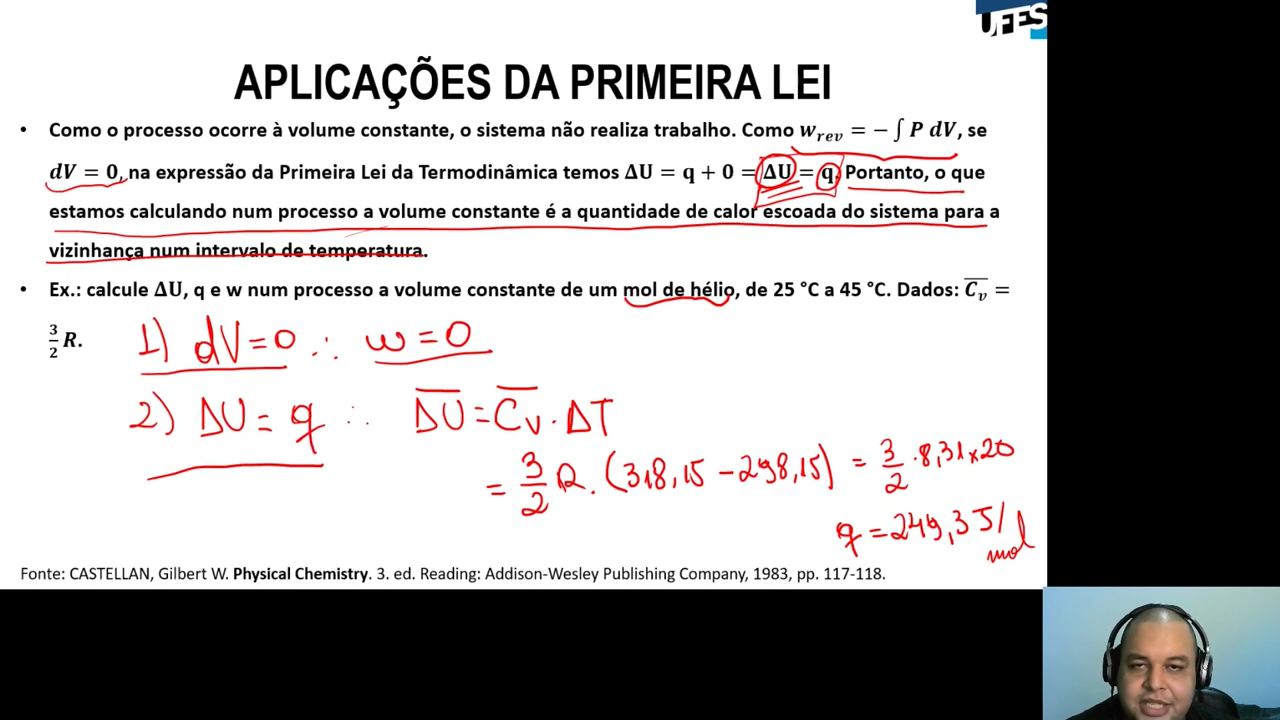 UFES
APLICAÇÕES DA PRIMEIRA LEI
• Como o processo ocorre à volume constante, o sistema não realiza trabalho. Como w_rev = −∫ P dV, se
dV = 0, na expressão da Primeira Lei da Termodinâmica temos ΔU = q + 0 = ΔU = q. Portanto, o que
estamos calculando num processo a volume constante é a quantidade de calor escoada do sistema para a
vizinhança num intervalo de temperatura.
• Ex.: calcule ΔU, q e w num processo a volume constante de um mol de hélio, de 25 °C a 45 °C. Dados: C̅_v =
3/2 R.
1) dV = 0 ∴ w = 0
2) ΔU = q ∴ Δ̅U̅ = C̅_V · ΔT
= 3/2 R. (318,15 − 298,15) = 3/2 · 8,31 x 20
q = 249,3 J/
mol
Fonte: CASTELLAN, Gilbert W. Physical Chemistry. 3. ed. Reading: Addison-Wesley Publishing Company, 1983, pp. 117-118.